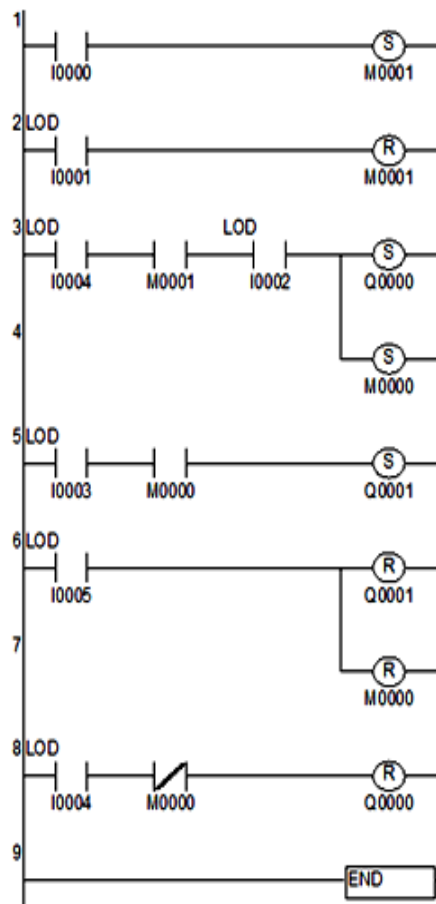 1
S
I0000 M0001
2 LOD
R
I0001 M0001
3 LOD LOD
S
I0004 M0001 I0002 Q0000
4
S
M0000
5 LOD
S
I0003 M0000 Q0001
6 LOD
R
I0005 Q0001
7
R
M0000
8 LOD
R
I0004 M0000 Q0000
9
END